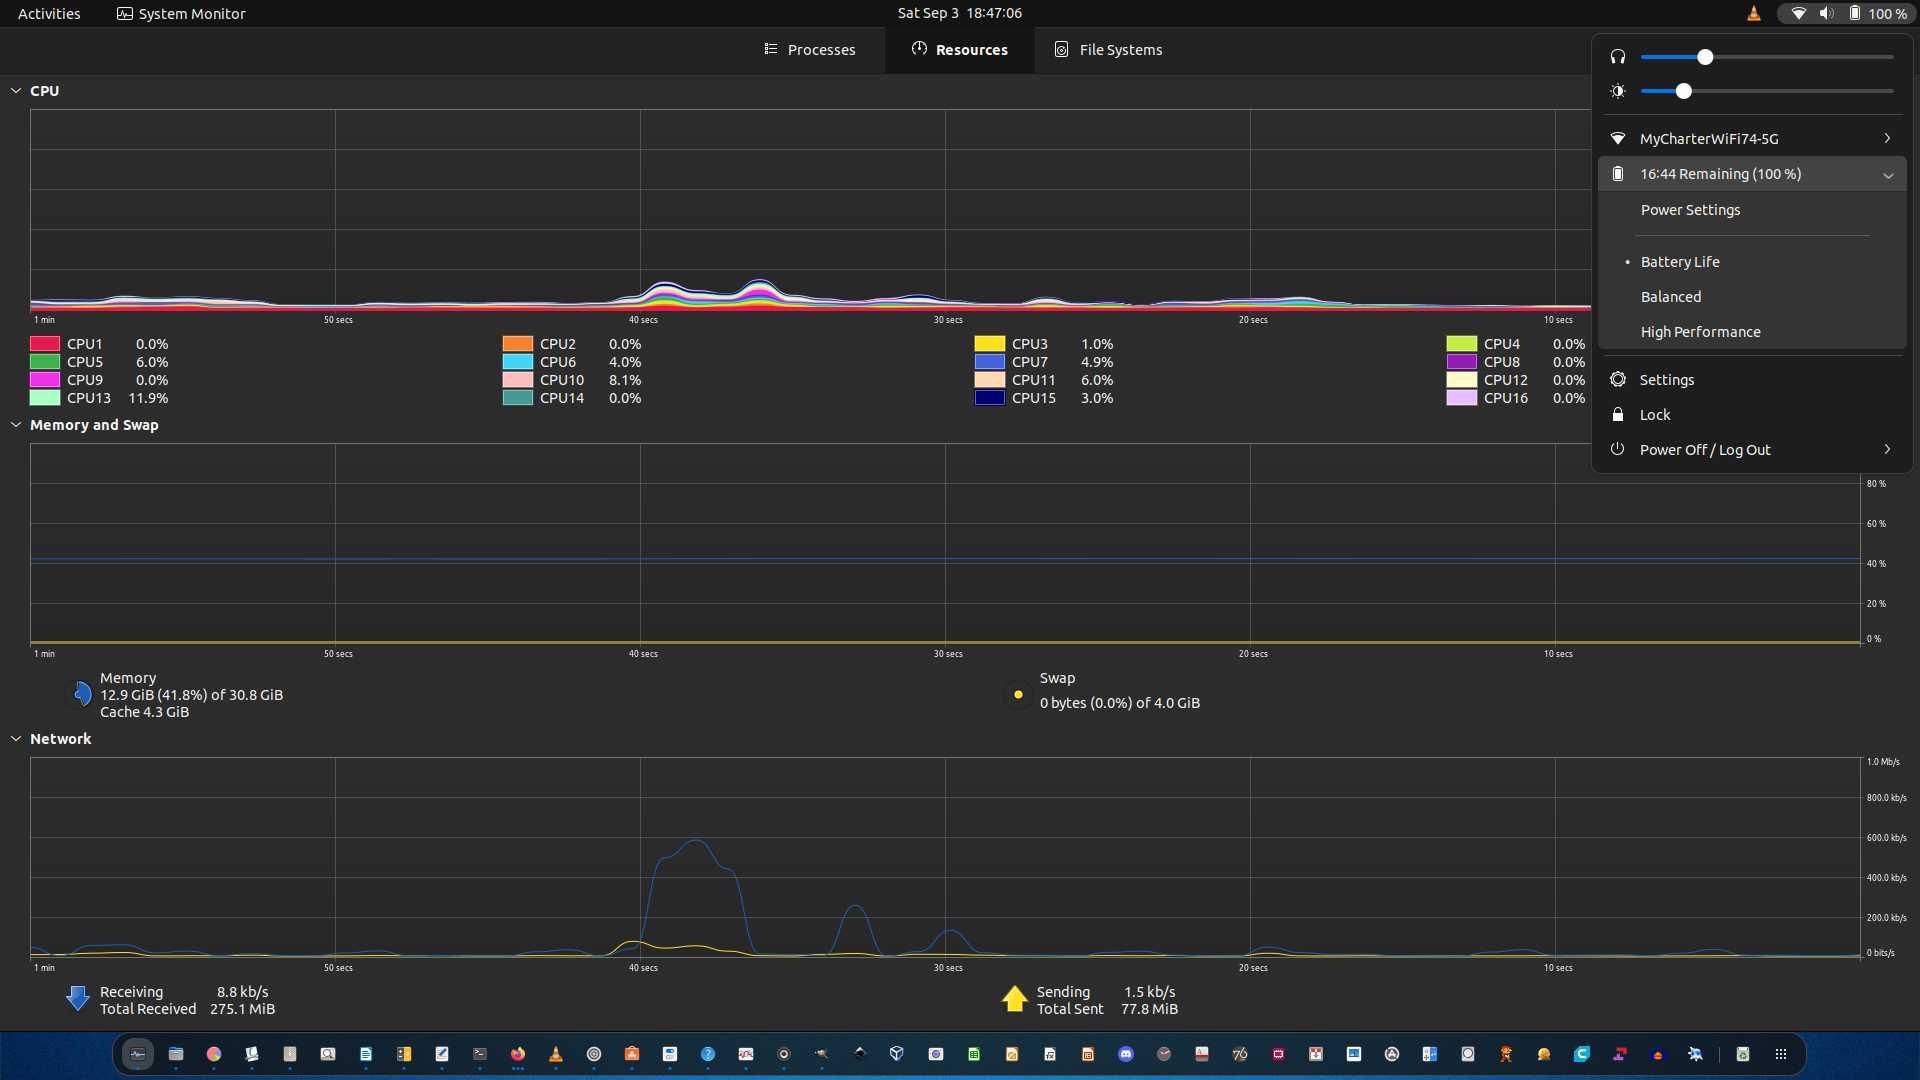 Activities
System Monitor
Sat Sep 3 18:47:06
100 %
Processes
Resources
File Systems
CPU
1 min
50 secs
40 secs
30 secs
20 secs
10 secs
CPU1 0.0%
CPU2 0.0%
CPU3 1.0%
CPU4 0.0%
CPU5 6.0%
CPU6 4.0%
CPU7 4.9%
CPU8 0.0%
CPU9 0.0%
CPU10 8.1%
CPU11 6.0%
CPU12 0.0%
CPU13 11.9%
CPU14 0.0%
CPU15 3.0%
CPU16 0.0%
MyCharterWiFi74-5G
16:44 Remaining (100 %)
Power Settings
Battery Life
Balanced
High Performance
Settings
Lock
Power Off / Log Out
Memory and Swap
80 %
60 %
40 %
20 %
0 %
1 min
50 secs
40 secs
30 secs
20 secs
10 secs
Memory
12.9 GiB (41.8%) of 30.8 GiB
Cache 4.3 GiB
Swap
0 bytes (0.0%) of 4.0 GiB
Network
1.0 Mb/s
800.0 kb/s
600.0 kb/s
400.0 kb/s
200.0 kb/s
0 bits/s
1 min
50 secs
40 secs
30 secs
20 secs
10 secs
Receiving 8.8 kb/s
Total Received 275.1 MiB
Sending 1.5 kb/s
Total Sent 77.8 MiB
76